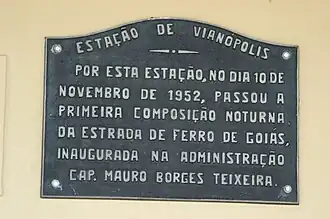 ESTAÇÃO DE VIANÓPOLIS
POR ESTA ESTAÇÃO, NO DIA 10 DE
NOVEMBRO DE 1952, PASSOU A
PRIMEIRA COMPOSIÇÃO NOTURNA.
DA ESTRADA DE FERRO DE GOIÁS,
INAUGURADA NA ADMINISTRAÇÃO
CAP. MAURO BORGES TEIXEIRA.